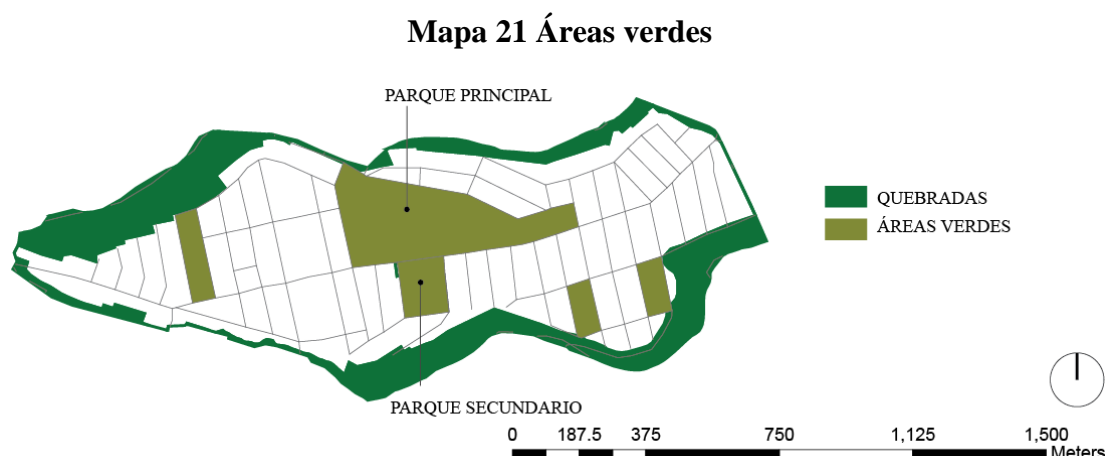 Mapa 21 Áreas verdes
PARQUE PRINCIPAL
QUEBRADAS
ÁREAS VERDES
PARQUE SECUNDARIO
0 187.5 375 750 1,125 1,500
Meters